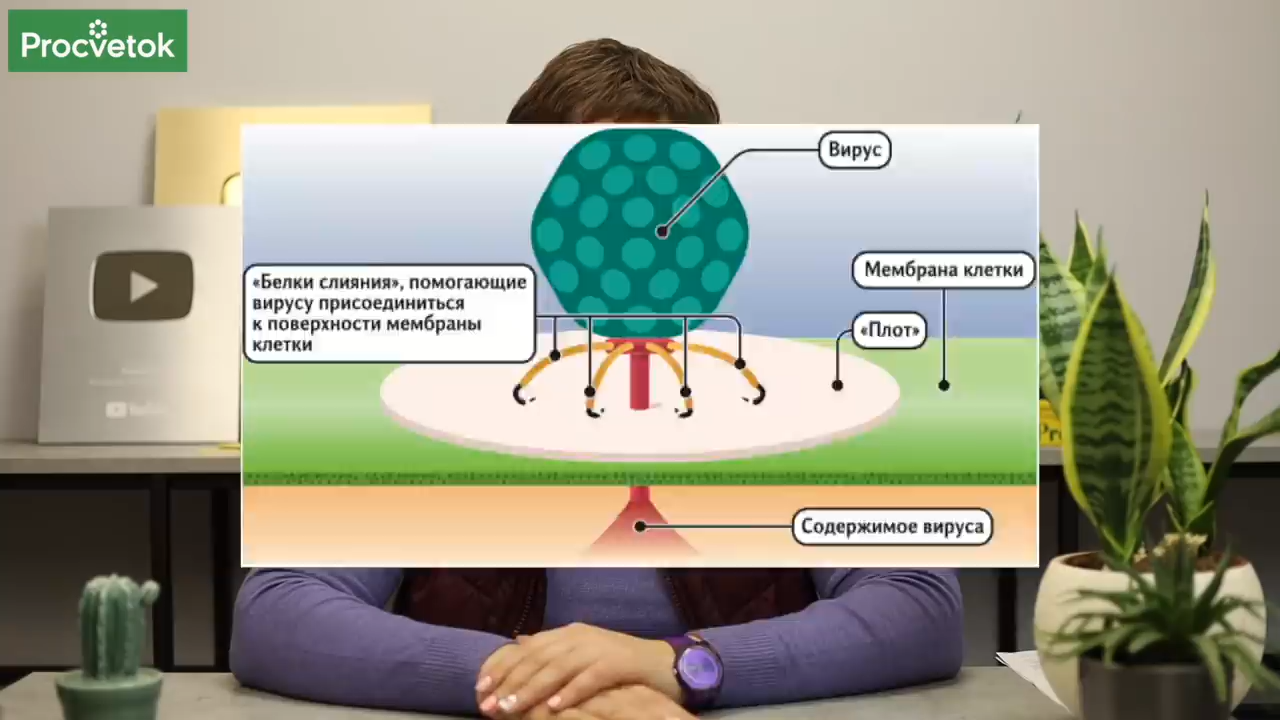 Procvetok
Вирус
Мембрана клетки
«Белки слияния», помогающие
вирусу присоединиться
к поверхности мембраны
клетки
«Плот»
Содержимое вируса